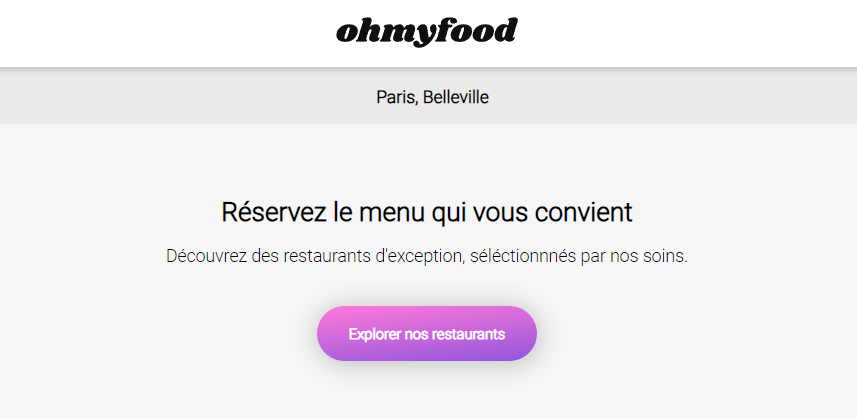 ohmyfood
Paris, Belleville
Réservez le menu qui vous convient
Découvrez des restaurants d'exception, séléctionnnés par nos soins.
Explorer nos restaurants